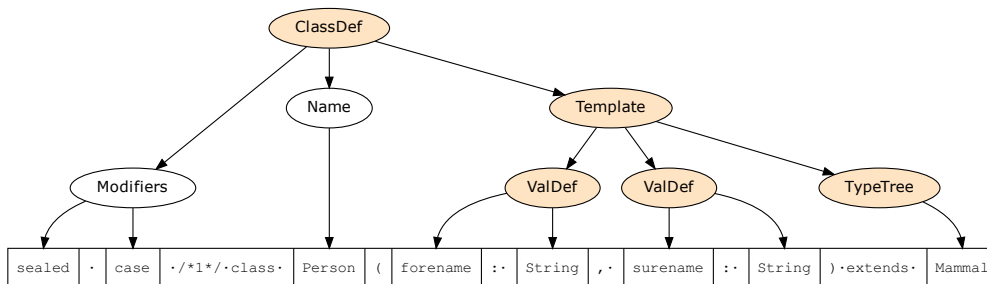 ClassDef
Name
Template
Modifiers
ValDef
ValDef
TypeTree
sealed · case ·/*1*/·class· Person ( forename :· String ,· surename :· String )·extends· Mammal